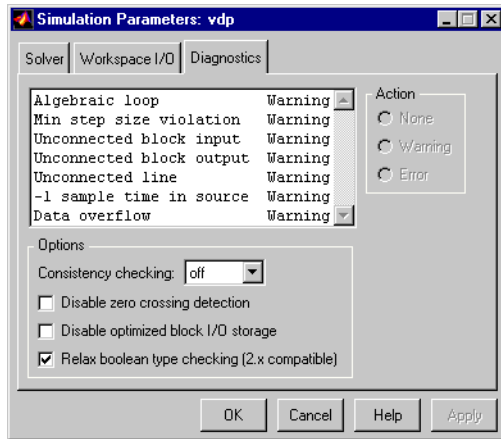 Simulation Parameters: vdp
Solver Workspace I/O Diagnostics
Algebraic loop Warning
Min step size violation Warning
Unconnected block input Warning
Unconnected block output Warning
Unconnected line Warning
-1 sample time in source Warning
Data overflow Warning
Action
None
Warning
Error
Options
Consistency checking: off
Disable zero crossing detection
Disable optimized block I/O storage
Relax boolean type checking (2.x compatible)
OK Cancel Help Apply